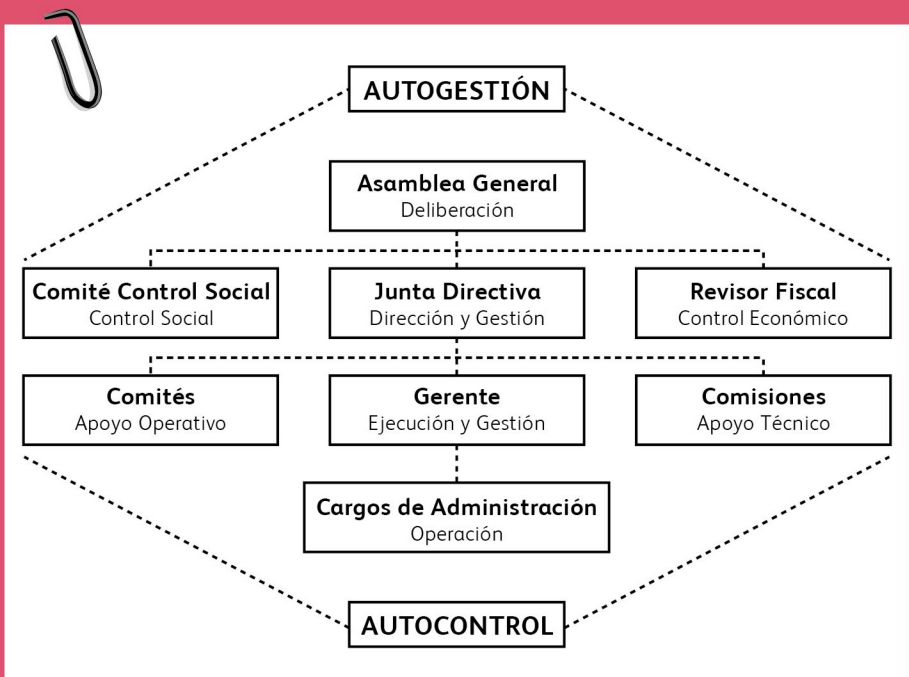 AUTOGESTIÓN
Asamblea General
Deliberación
Comité Control Social
Control Social
Junta Directiva
Dirección y Gestión
Revisor Fiscal
Control Económico
Comités
Apoyo Operativo
Gerente
Ejecución y Gestión
Comisiones
Apoyo Técnico
Cargos de Administración
Operación
AUTOCONTROL